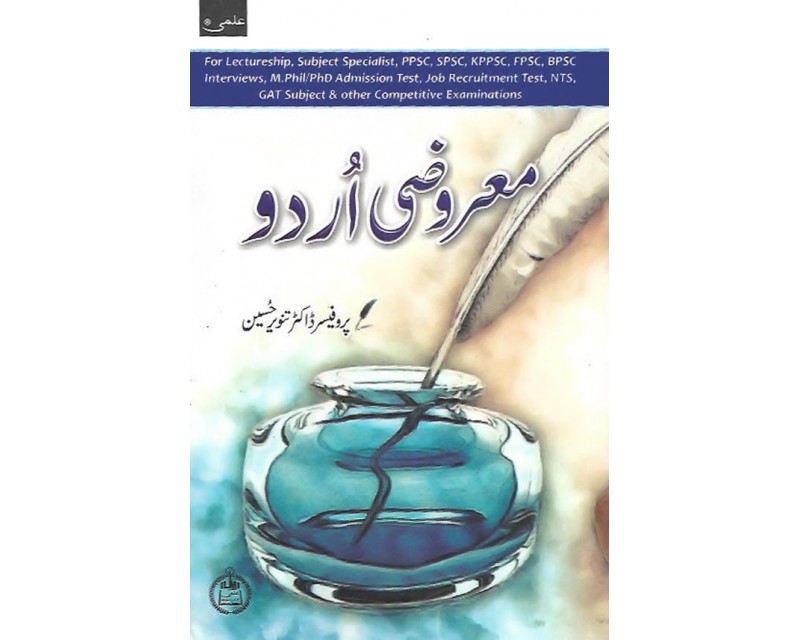 علمی®
For Lectureship, Subject Specialist, PPSC, SPSC, KPPSC, FPSC, BPSC
Interviews, M.Phil/PhD Admission Test, Job Recruitment Test, NTS,
GAT Subject & other Competitive Examinations
معروضی اُردو
پروفیسر ڈاکٹر تنویر حُسین